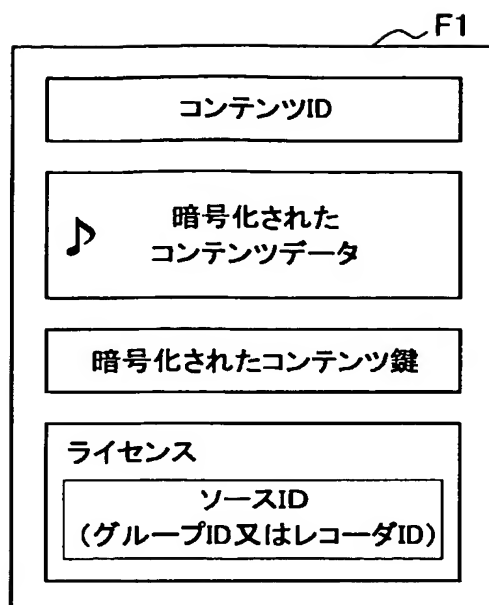 F1
コンテンツID
暗号化された
コンテンツデータ
暗号化されたコンテンツ鍵
ライセンス
ソースID
(グループID又はレコーダID)